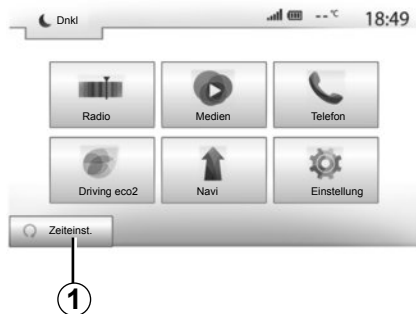 Dnkl --℃ 18:49
Radio Medien Telefon
Driving eco2 Navi Einstellung
Zeiteinst.
1